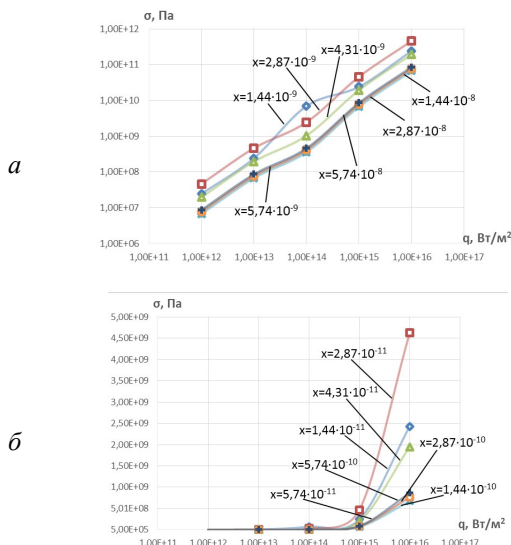 σ, Па
1,00E+12
1,00E+11
1,00E+10
1,00E+09
1,00E+08
1,00E+07
1,00E+06
x=4,31·10⁻⁹
x=2,87·10⁻⁹
x=1,44·10⁻⁹
x=1,44·10⁻⁸
x=2,87·10⁻⁸
x=5,74·10⁻⁸
x=5,74·10⁻⁹
а
q, Вт/м²
1,00E+11 1,00E+12 1,00E+13 1,00E+14 1,00E+15 1,00E+16 1,00E+17
σ, Па
5,00E+09
4,50E+09
4,00E+09
3,50E+09
3,00E+09
2,50E+09
2,00E+09
1,50E+09
1,00E+09
5,01E+08
5,00E+05
x=2,87·10⁻¹¹
x=4,31·10⁻¹¹
x=1,44·10⁻¹¹
x=2,87·10⁻¹⁰
x=5,74·10⁻¹⁰
x=5,74·10⁻¹¹
x=1,44·10⁻¹⁰
б
q, Вт/м²
1,00E+11 1,00E+12 1,00E+13 1,00E+14 1,00E+15 1,00E+16 1,00E+17